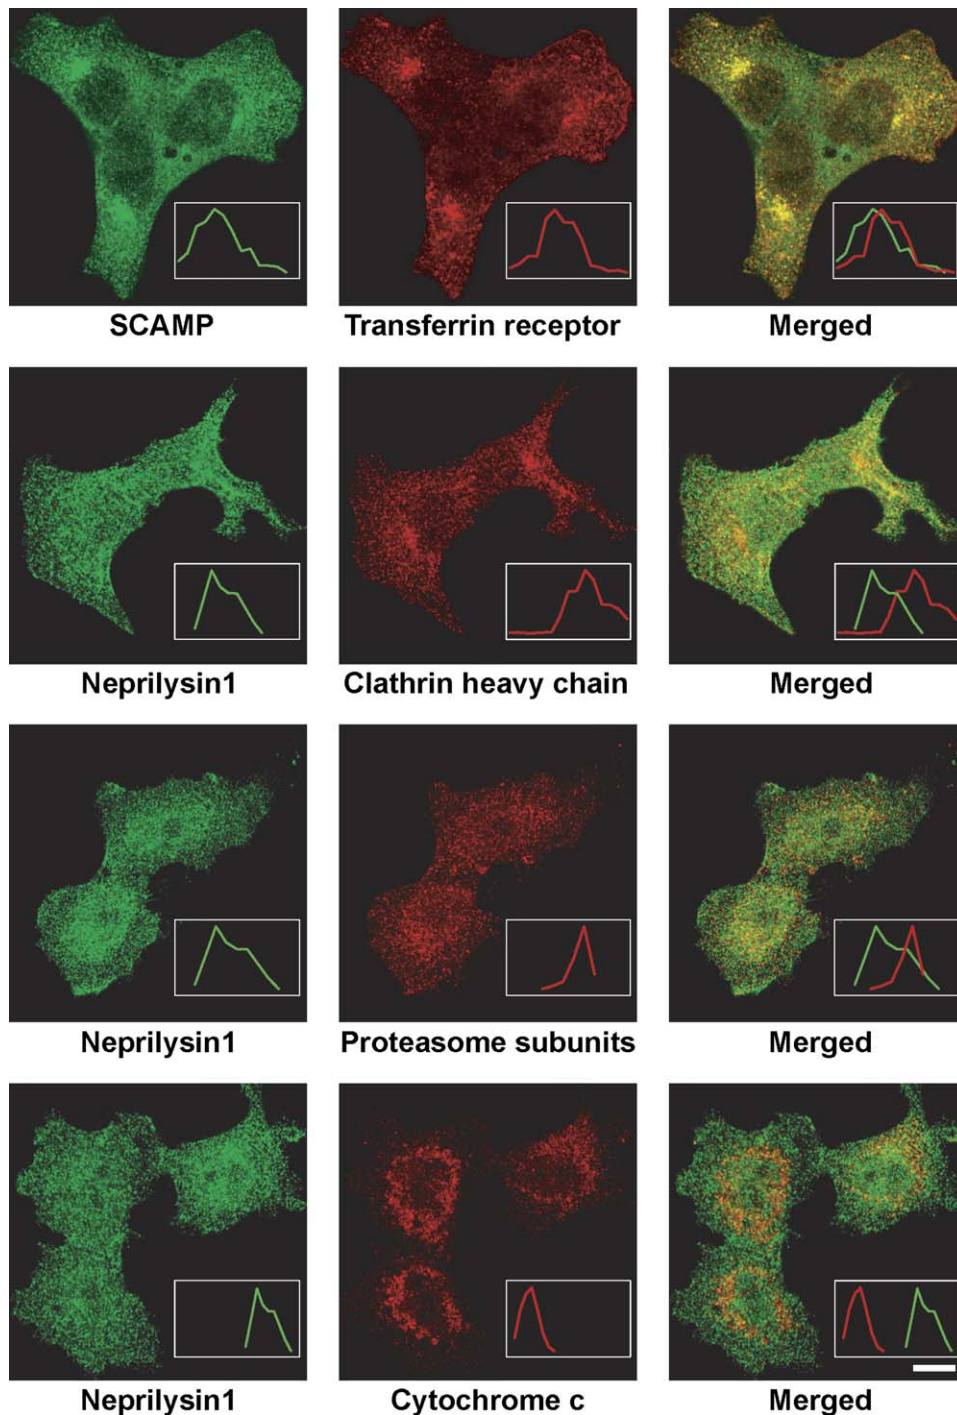 SCAMP
Transferrin receptor
Merged
Neprilysin1
Clathrin heavy chain
Merged
Neprilysin1
Proteasome subunits
Merged
Neprilysin1
Cytochrome c
Merged